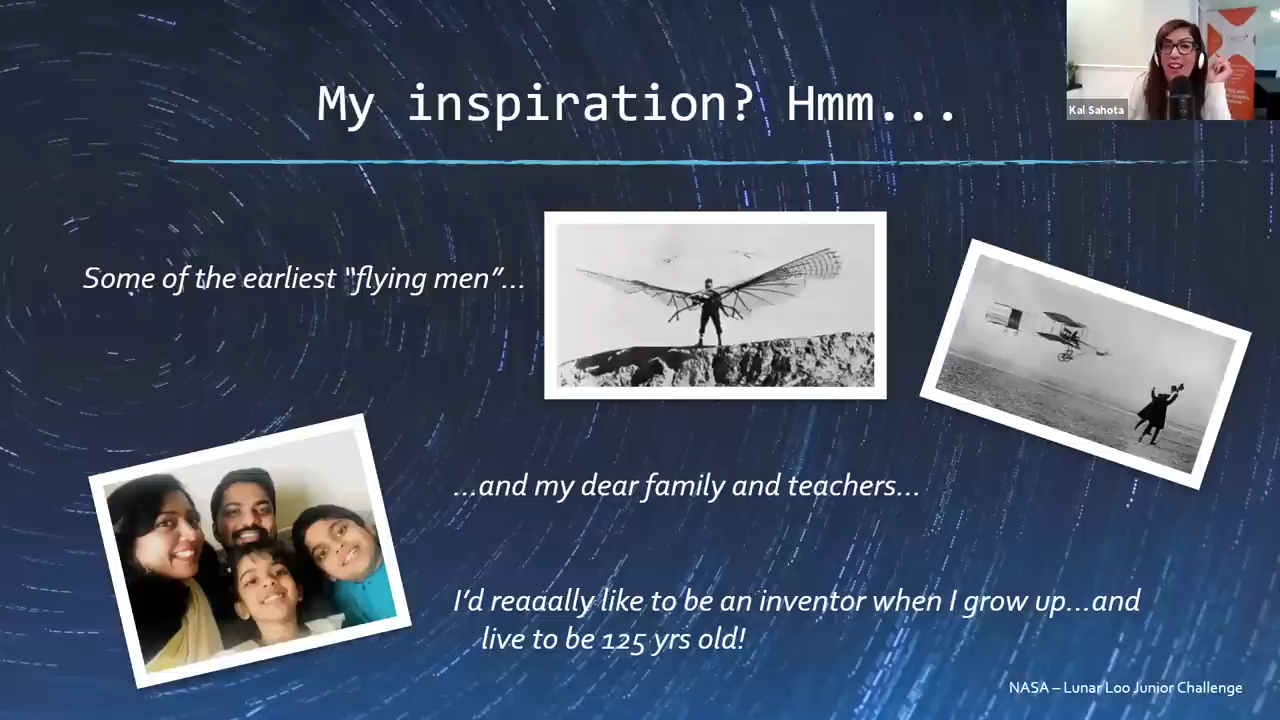 My inspiration? Hmm...
Kal Sahota
Some of the earliest “flying men”...
...and my dear family and teachers...
I’d reaaally like to be an inventor when I grow up...and
live to be 125 yrs old!
NASA – Lunar Loo Junior Challenge